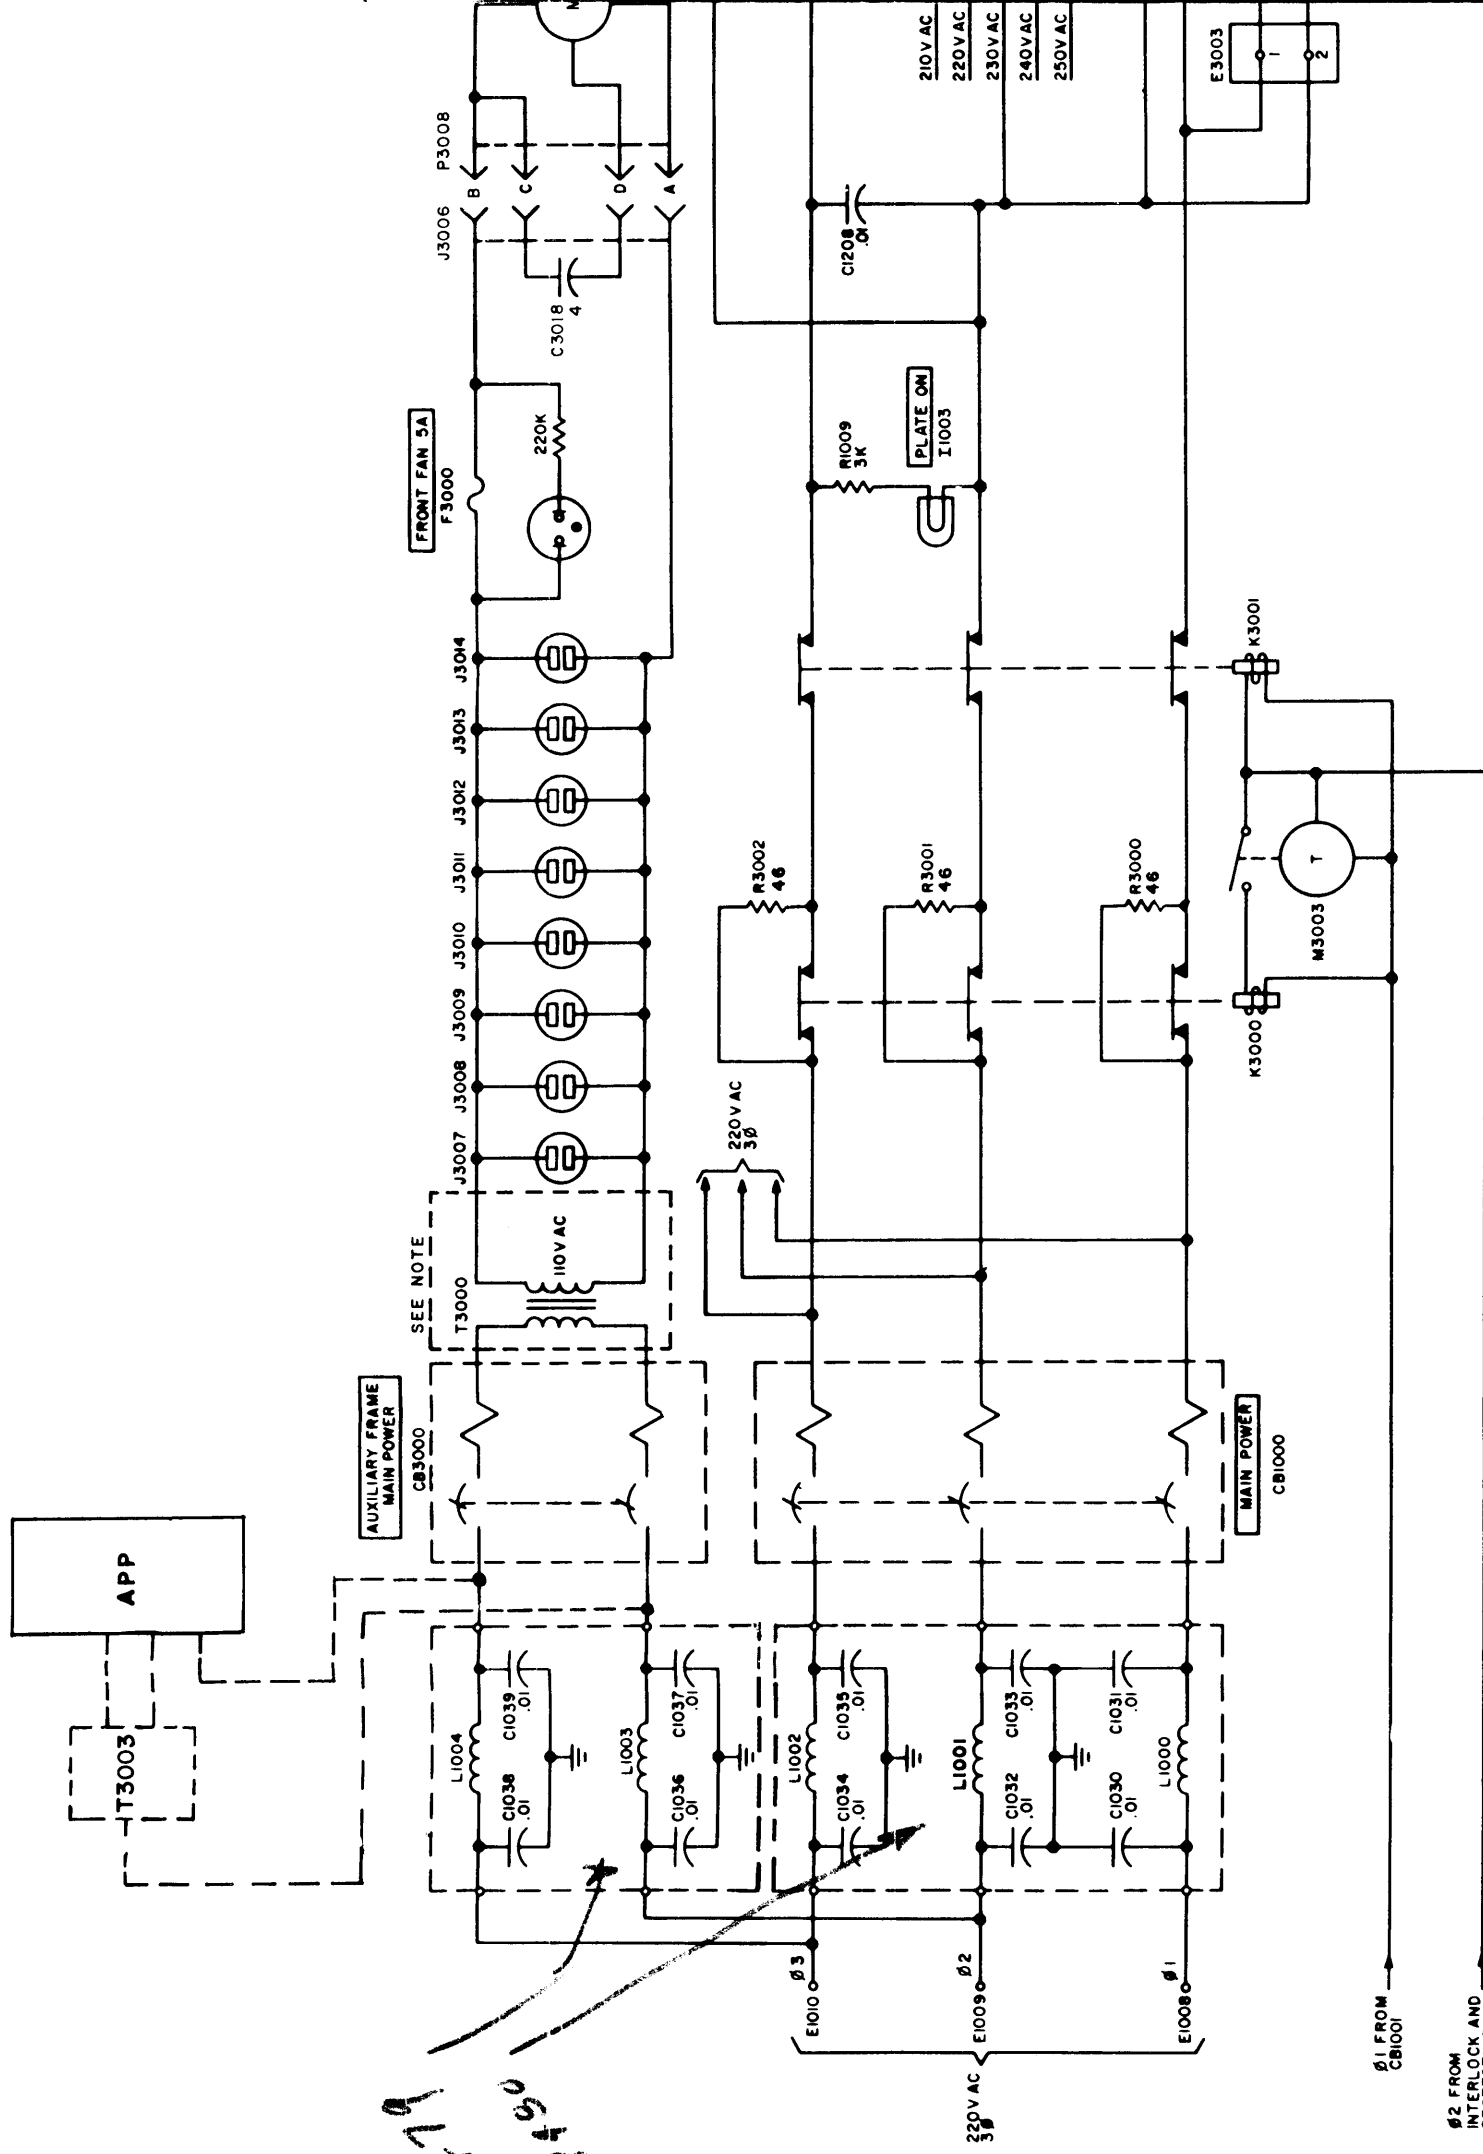 APP
T3003
AUXILIARY FRAME
MAIN POWER
CB3000
SEE NOTE
T3000
110VAC
J3007
J3008
J3009
J3010
J3011
J3012
J3013
J3014
FRONT FAN 5A
F3000
220K
J3006
P3008
B
C
D
A
C3018
4
L1004
C1038
.01
C1039
.01
L1003
C1036
.01
C1037
.01
L1002
C1034
.01
C1035
.01
L1001
C1032
.01
C1033
.01
C1030
.01
C1031
.01
L1000
E1010
Ø3
E1009
Ø2
E1008
Ø1
220VAC
3Ø
MAIN POWER
CB1000
220VAC
3Ø
R3002
46
R3001
46
R3000
46
K3000
M3003
T
K3001
R1009
3K
PLATE ON
I1003
C1208
.01
210VAC
220VAC
230VAC
240VAC
250VAC
E3003
1
2
Ø1 FROM
CB1001
Ø2 FROM
INTERLOCK AND